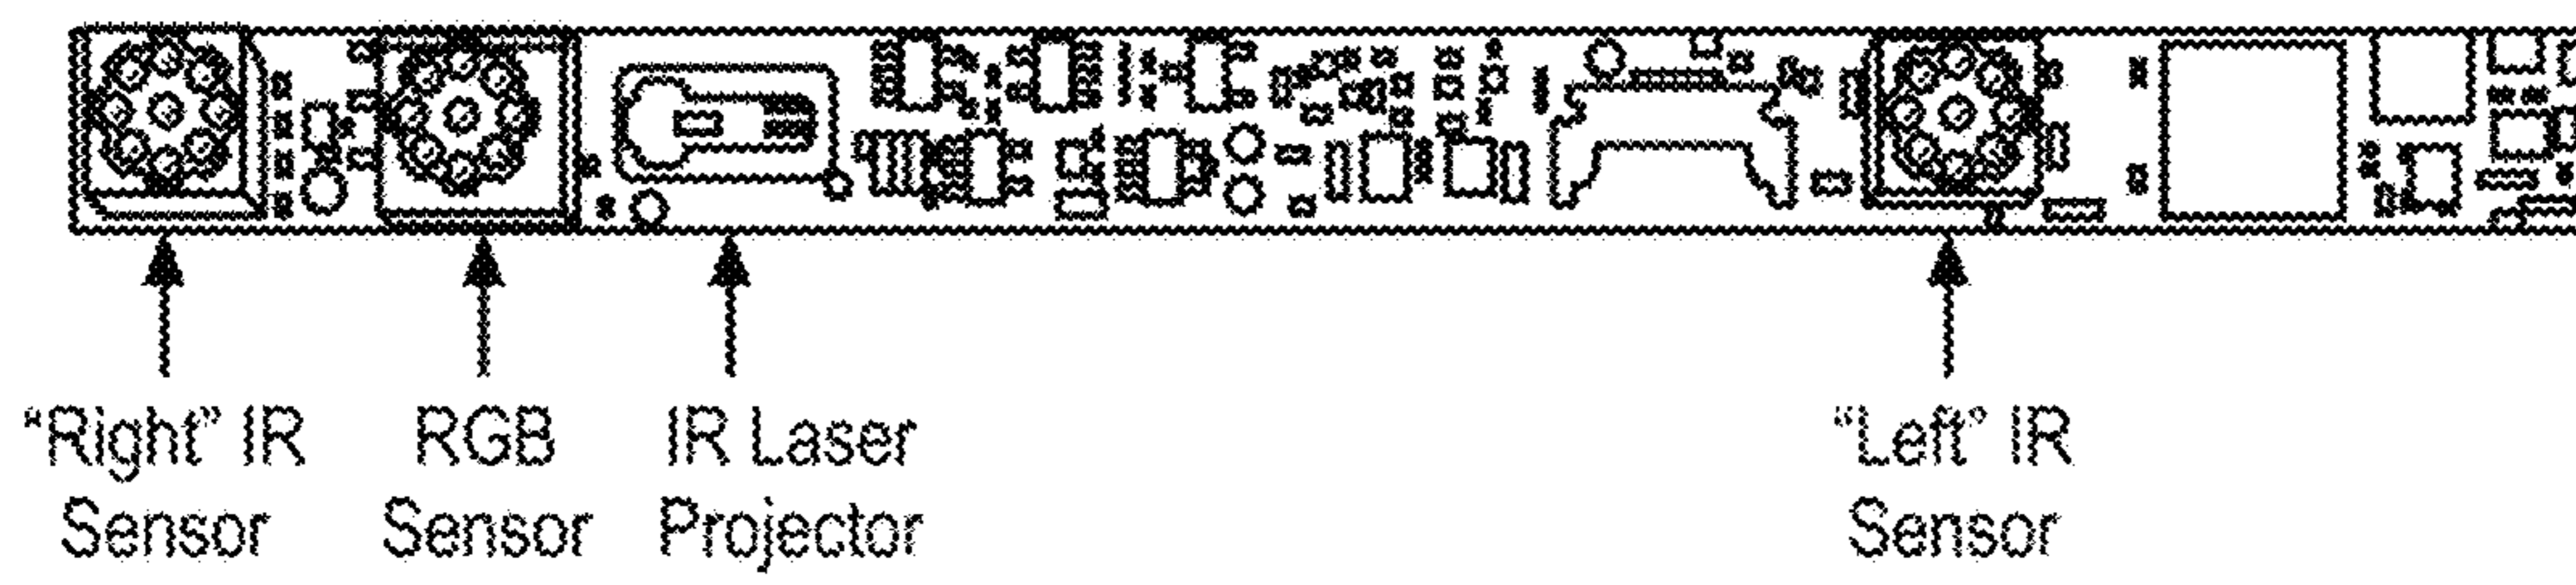 “Right” IR
Sensor
RGB
Sensor
IR Laser
Projector
“Left” IR
Sensor